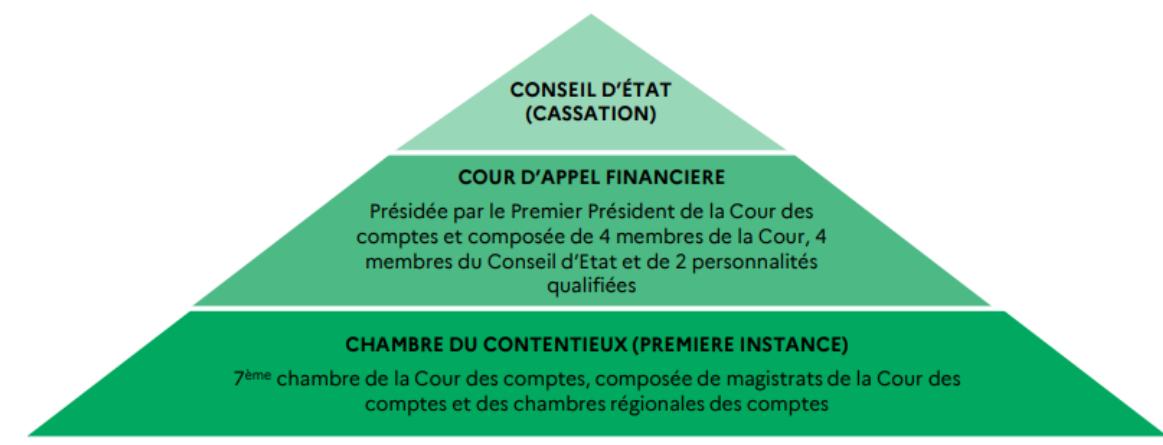 CONSEIL D'ÉTAT
(CASSATION)
COUR D'APPEL FINANCIERE
Présidée par le Premier Président de la Cour des
comptes et composée de 4 membres de la Cour, 4
membres du Conseil d'Etat et de 2 personnalités
qualifiées
CHAMBRE DU CONTENTIEUX (PREMIERE INSTANCE)
7ème chambre de la Cour des comptes, composée de magistrats de la Cour des
comptes et des chambres régionales des comptes